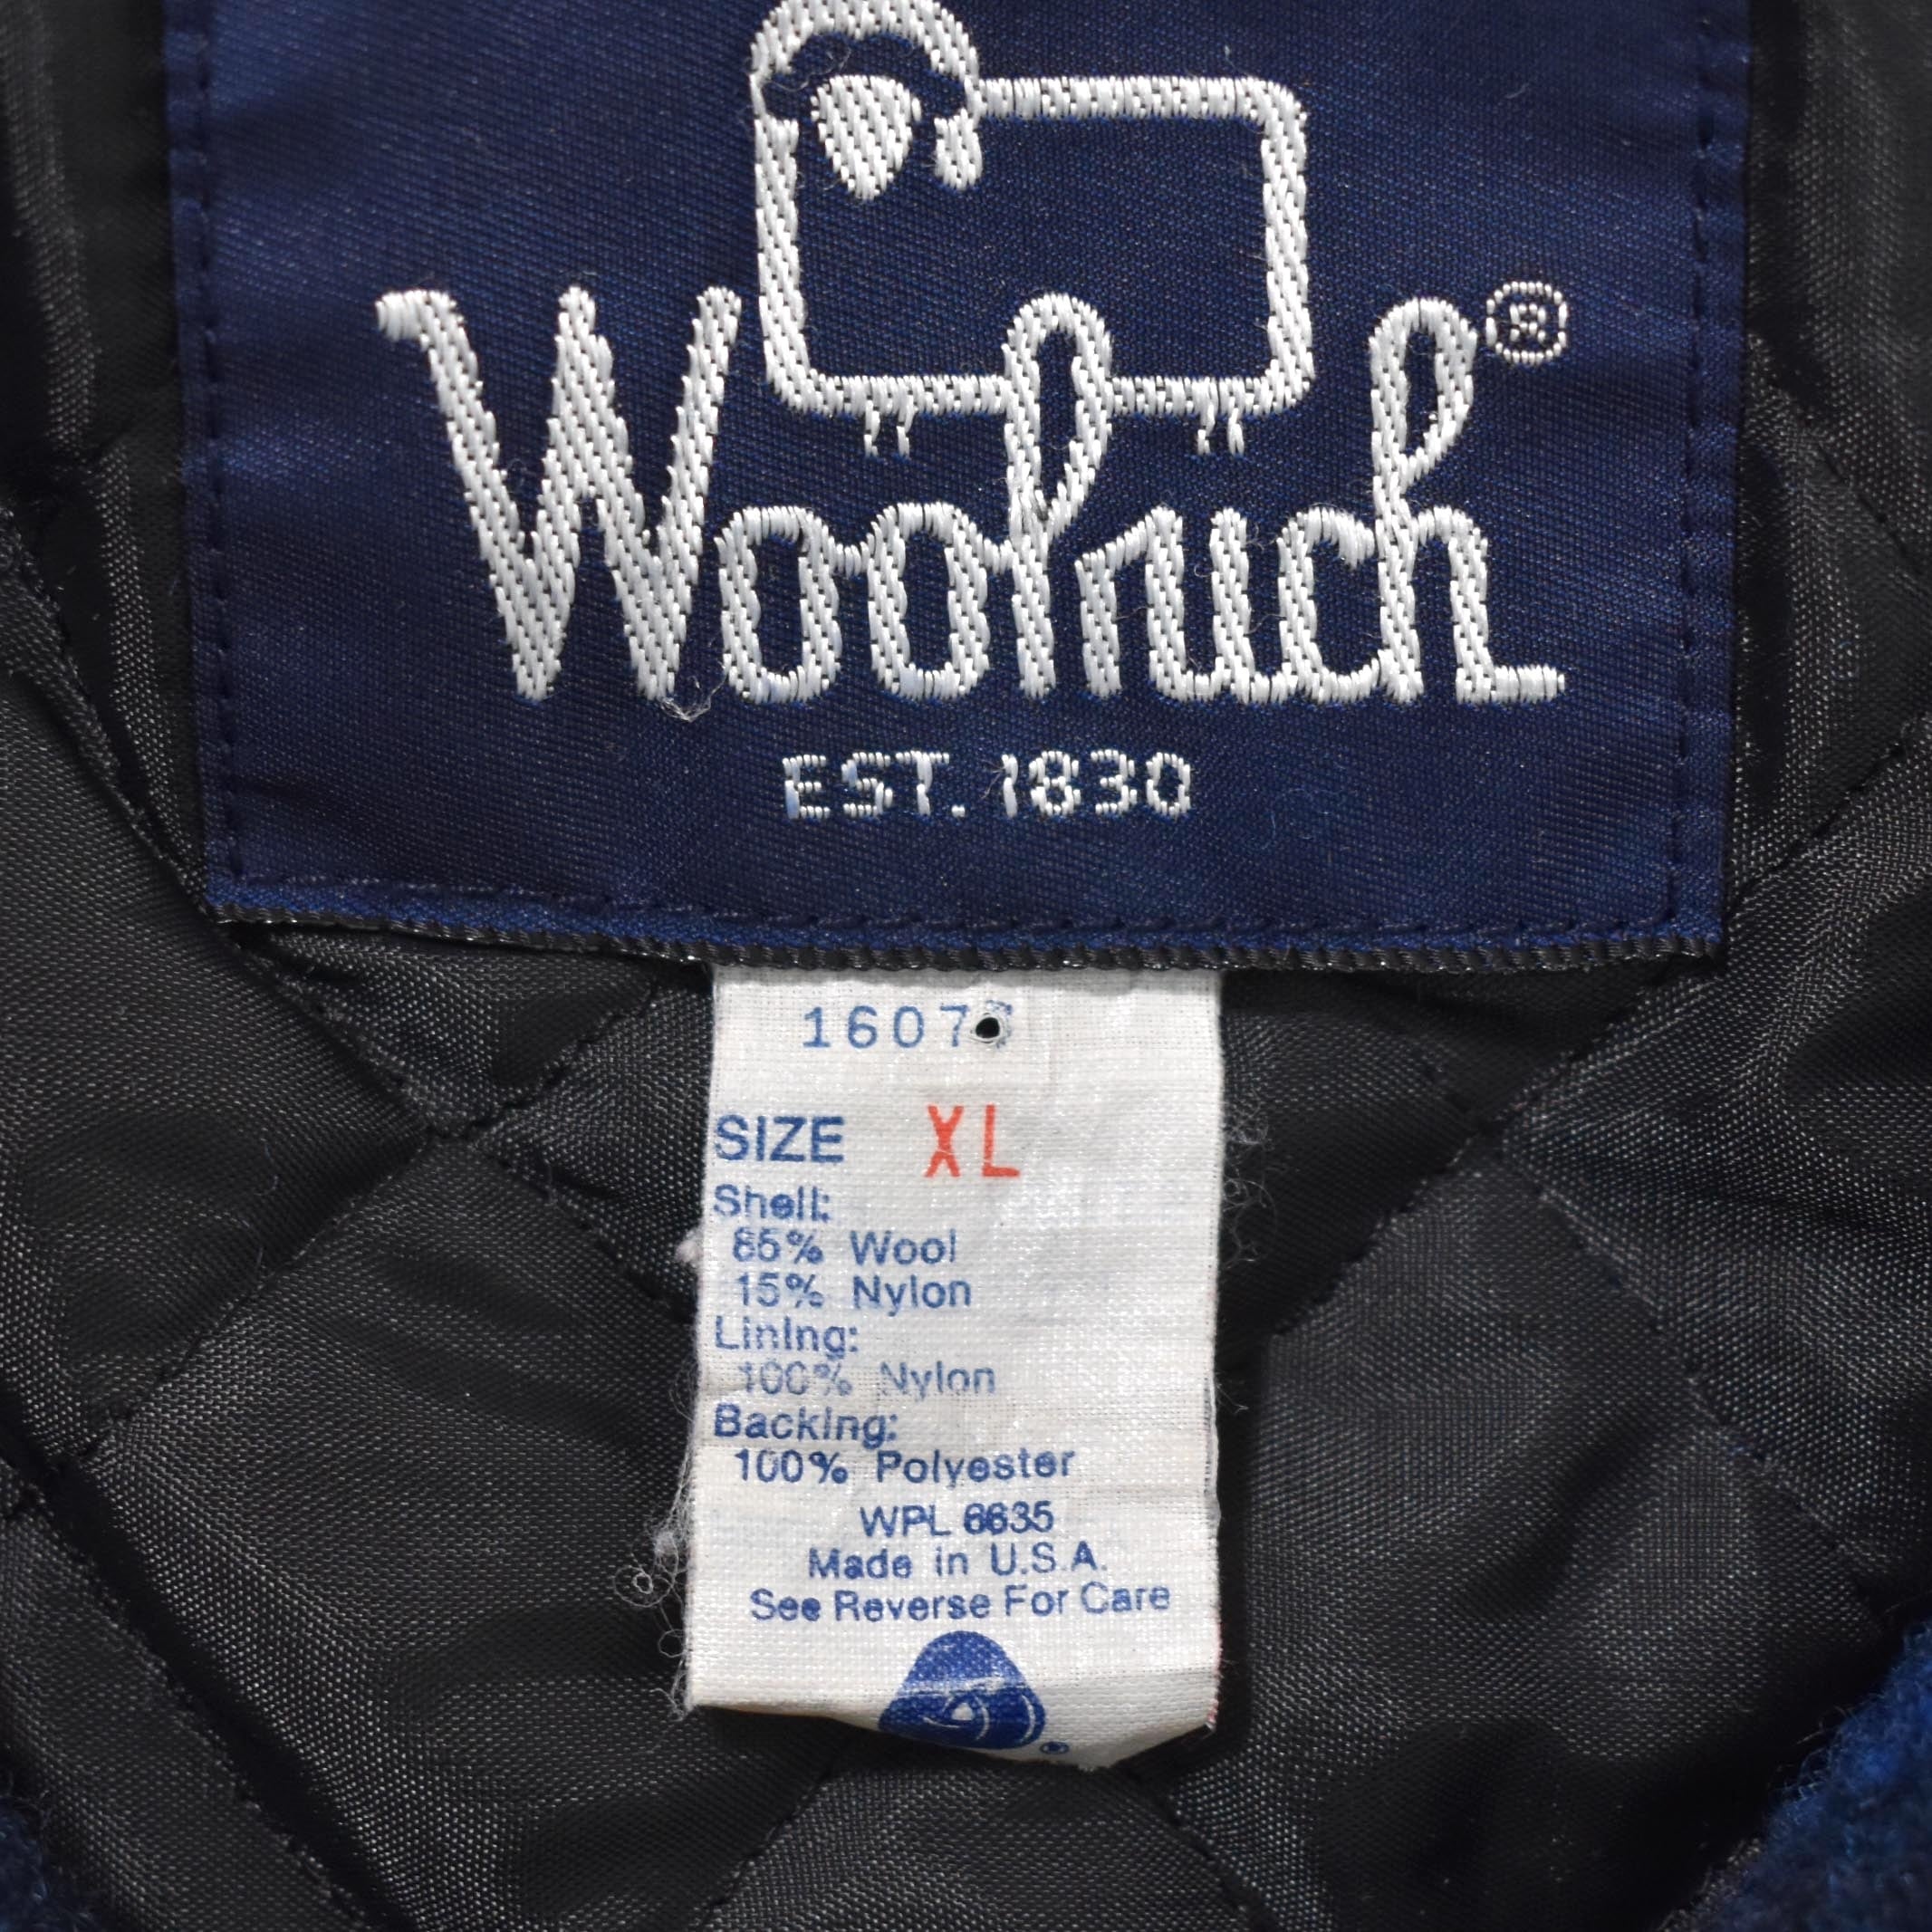 Woolrich®
EST. 1830
SIZE XL
Shell:
85% Wool
15% Nylon
Lining:
100% Nylon
Backing:
100% Polyester
WPL 6635
Made in U.S.A.
See Reverse For Care